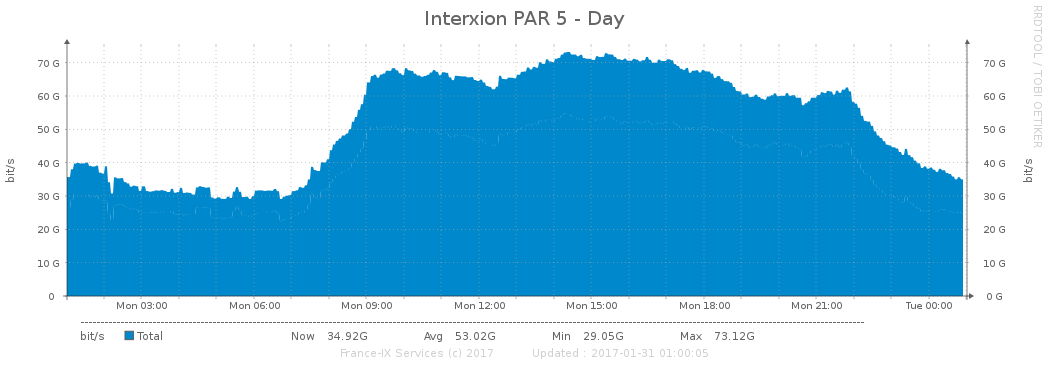 Interxion PAR 5 - Day
RRDTOOL / TOBI OETIKER
bit/s
70 G
60 G
50 G
40 G
30 G
20 G
10 G
0
70 G
60 G
50 G
40 G
30 G
20 G
10 G
0 G
bit/s
Mon 03:00 Mon 06:00 Mon 09:00 Mon 12:00 Mon 15:00 Mon 18:00 Mon 21:00 Tue 00:00
bit/s Total Now 34.92G Avg 53.02G Min 29.05G Max 73.12G
France-IX Services (c) 2017 Updated : 2017-01-31 01:00:05